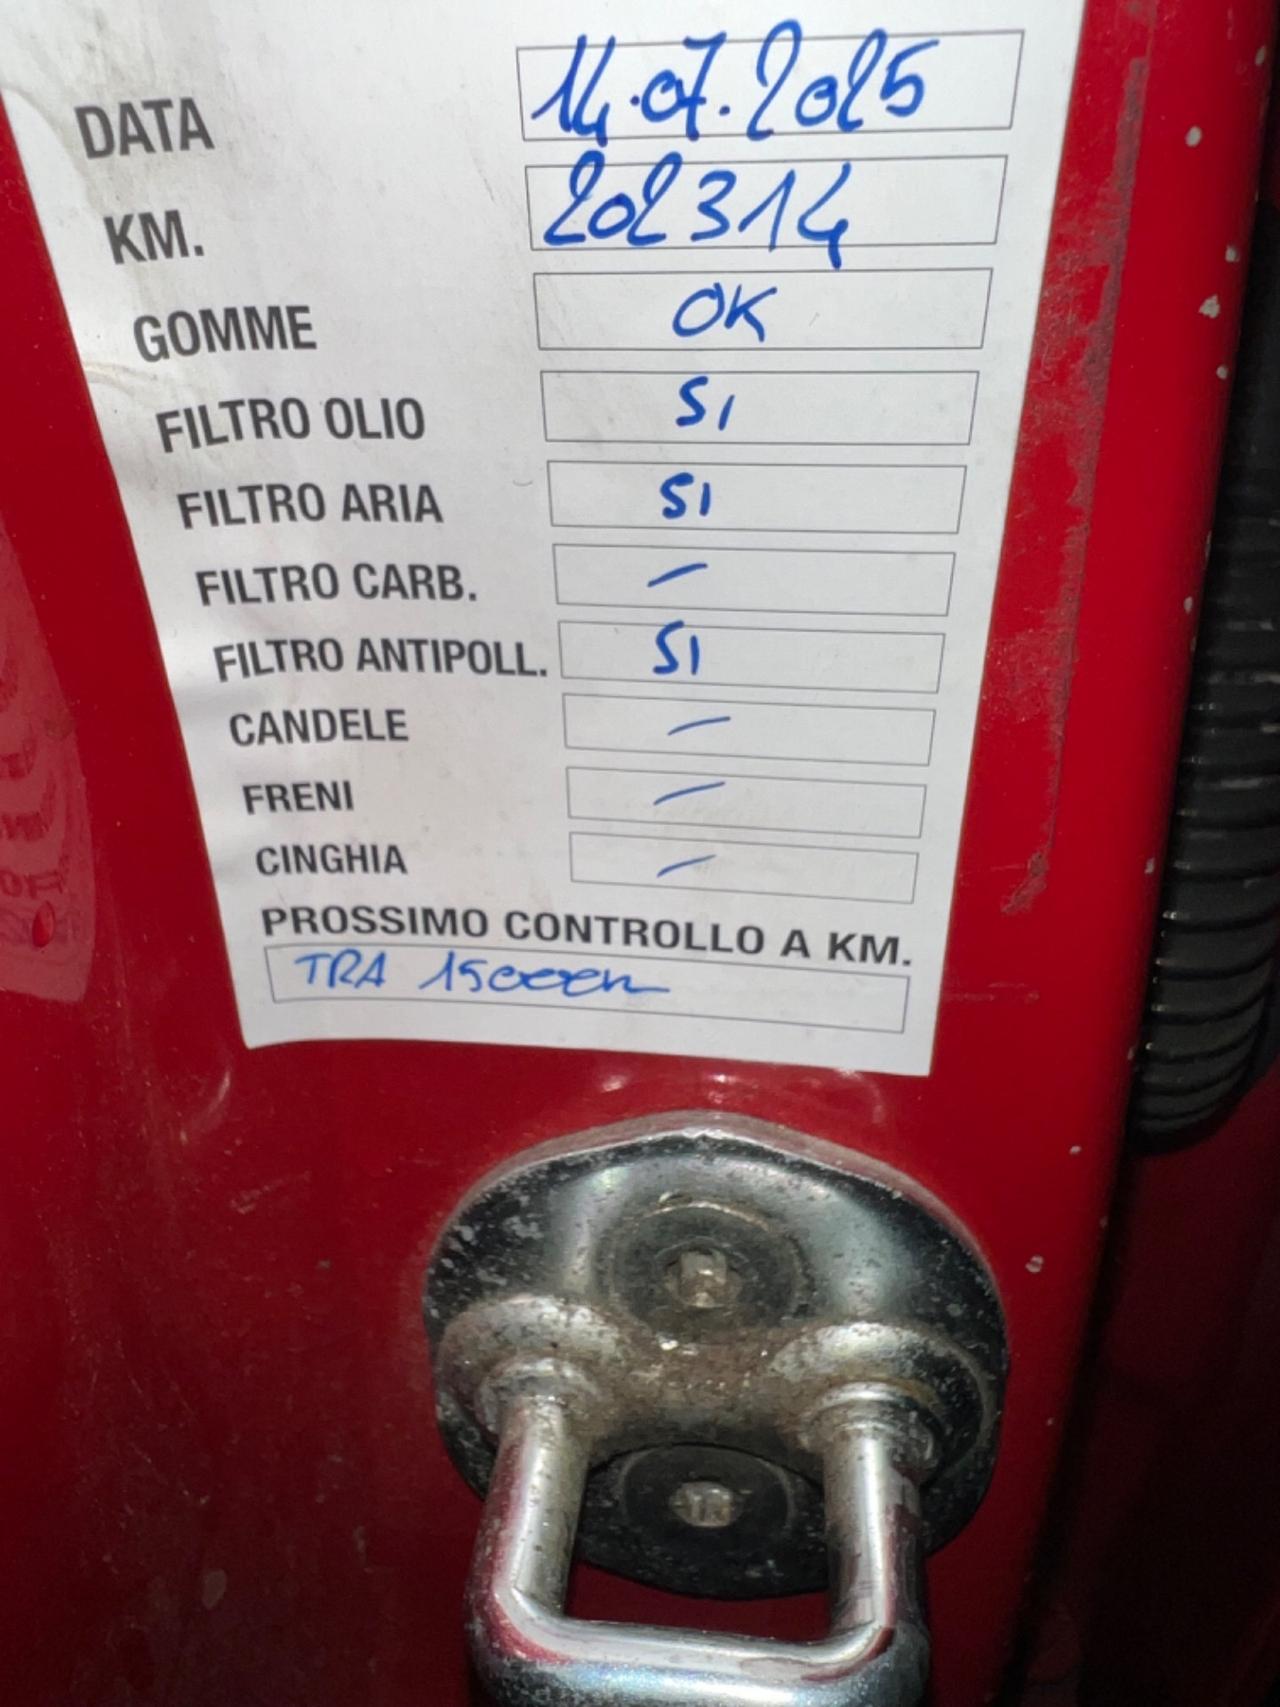 DATA 14.07.2025
KM. 202314
GOMME OK
FILTRO OLIO SI
FILTRO ARIA SI
FILTRO CARB. –
FILTRO ANTIPOLL. SI
CANDELE –
FRENI –
CINGHIA –
PROSSIMO CONTROLLO A KM.
TRA 15000